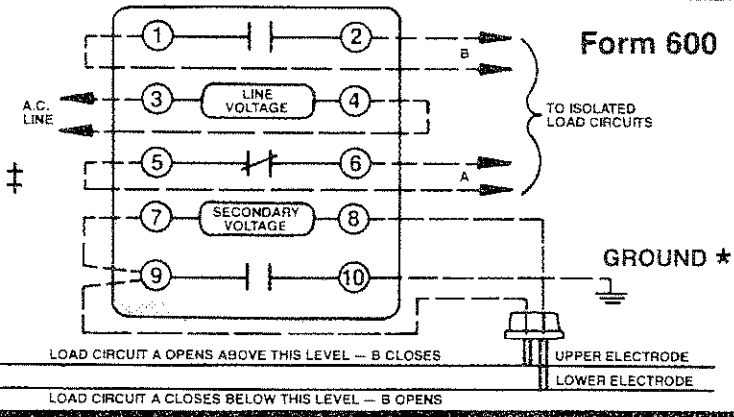 Form 600
1
2
B
A.C.
LINE
3
LINE
VOLTAGE
4
TO ISOLATED
LOAD CIRCUITS
‡
5
6
A
7
SECONDARY
VOLTAGE
8
9
10
GROUND *
LOAD CIRCUIT A OPENS ABOVE THIS LEVEL — B CLOSES
UPPER ELECTRODE
LOWER ELECTRODE
LOAD CIRCUIT A CLOSES BELOW THIS LEVEL — B OPENS